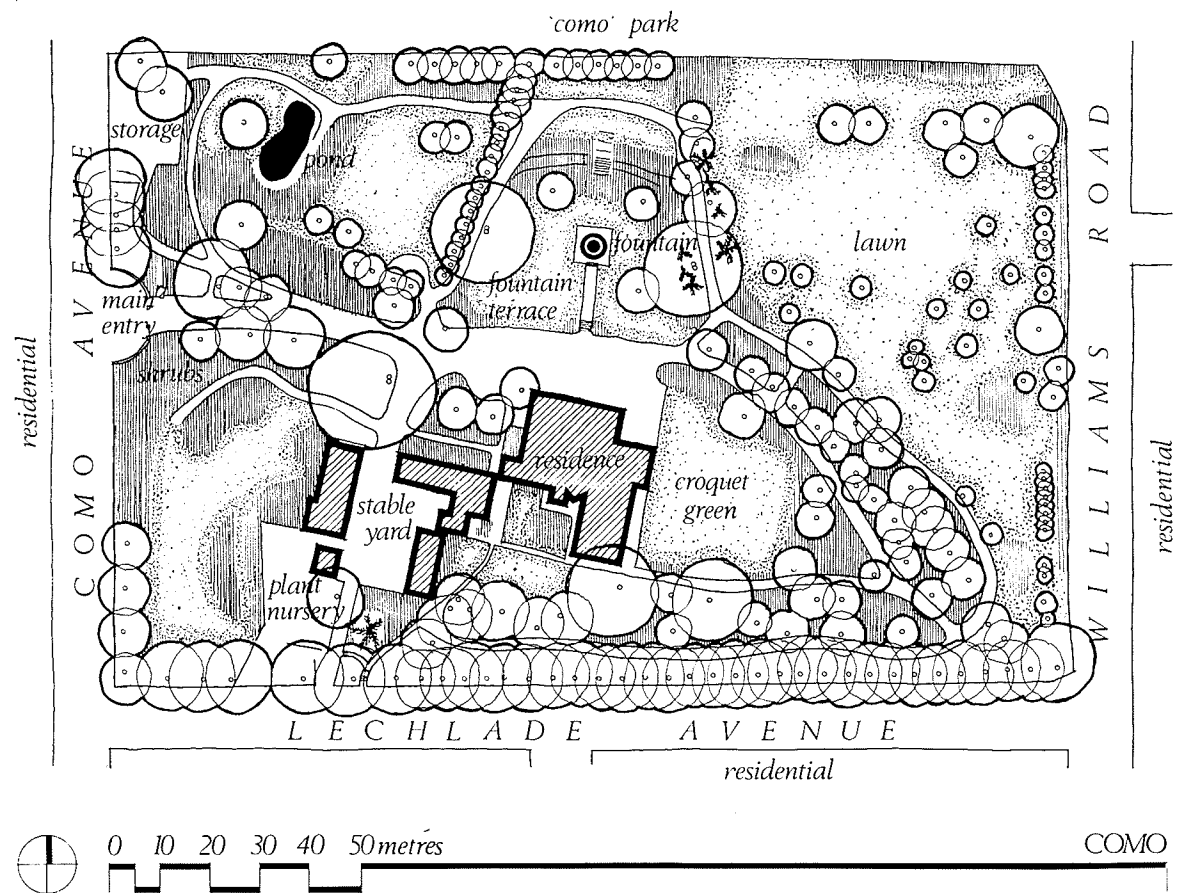 'como' park
storage
pond
COMO AVENUE
WILLIAMS ROAD
fountain
lawn
main
entry
fountain
terrace
residential
shrubs
residence
croquet
green
stable
yard
residential
plant
nursery
LECHLADE AVENUE
residential
0 10 20 30 40 50 metres
COMO